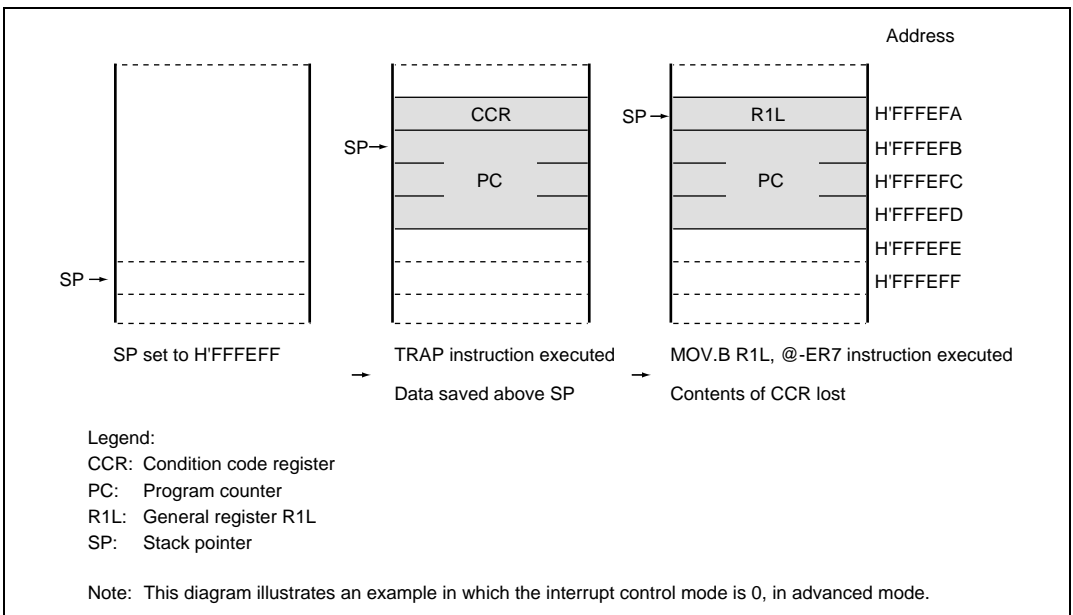 Address
CCR
SP
R1L
H'FFFEFA
SP
H'FFFEFB
PC
PC
H'FFFEFC
H'FFFEFD
H'FFFEFE
SP
H'FFFEFF
SP set to H'FFFEFF
TRAP instruction executed
MOV.B R1L, @-ER7 instruction executed
Data saved above SP
Contents of CCR lost
Legend:
CCR: Condition code register
PC: Program counter
R1L: General register R1L
SP: Stack pointer
Note: This diagram illustrates an example in which the interrupt control mode is 0, in advanced mode.